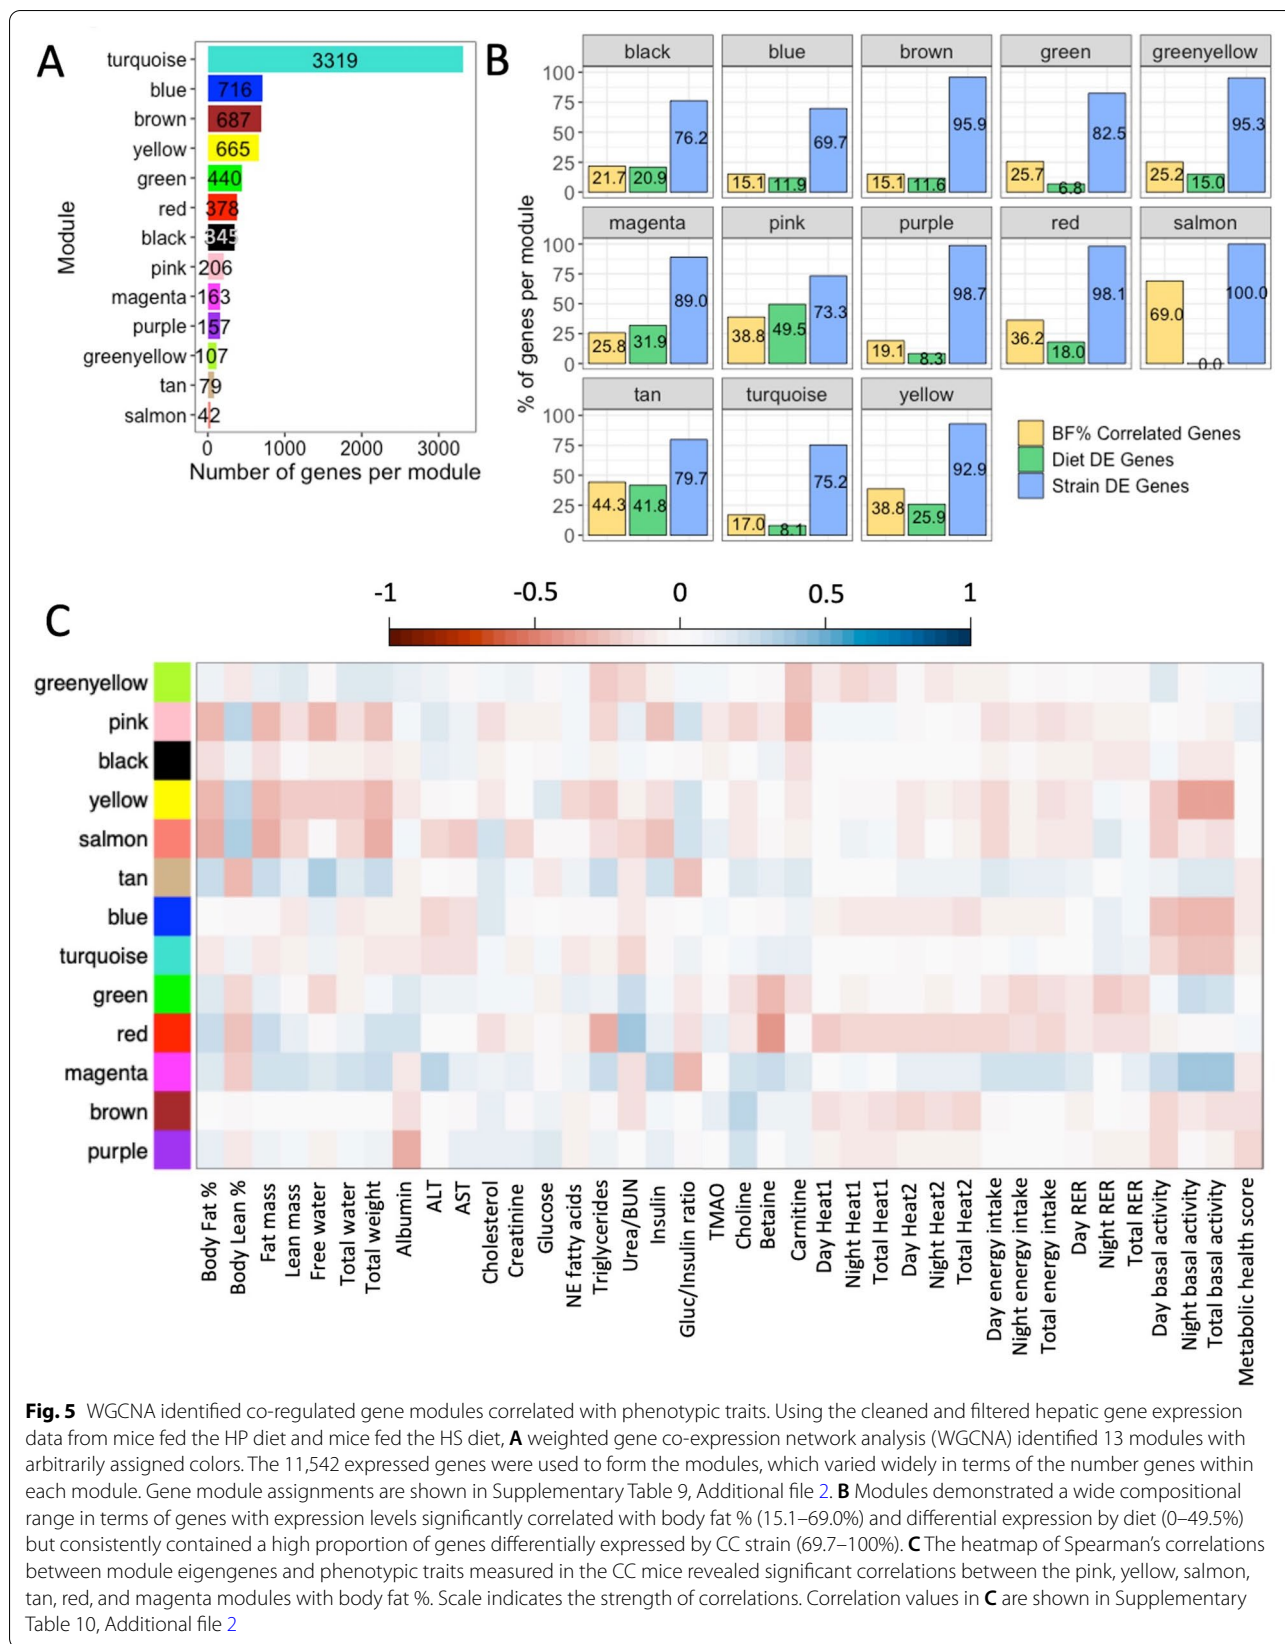 A
turquoise 3319
blue 716
brown 687
yellow 665
green 440
red 378
black 345
pink 206
magenta 163
purple 157
greenyellow 107
tan 79
salmon 42
Module
0 1000 2000 3000
Number of genes per module
B
% of genes per module
black blue brown green greenyellow
100
75
50
25
0
21.7 20.9 76.2 15.1 11.9 69.7 15.1 11.6 95.9 25.7 6.8 82.5 25.2 15.0 95.3
magenta pink purple red salmon
100
75
50
25
0
25.8 31.9 89.0 38.8 49.5 73.3 19.1 8.3 98.7 36.2 18.0 98.1 69.0 0.0 100.0
tan turquoise yellow
100
75
50
25
0
44.3 41.8 79.7 17.0 8.1 75.2 38.8 25.9 92.9
BF% Correlated Genes
Diet DE Genes
Strain DE Genes
C
-1 -0.5 0 0.5 1
greenyellow
pink
black
yellow
salmon
tan
blue
turquoise
green
red
magenta
brown
purple
Body Fat %
Body Lean %
Fat mass
Lean mass
Free water
Total water
Total weight
Albumin
ALT
AST
Cholesterol
Creatinine
Glucose
NE fatty acids
Triglycerides
Urea/BUN
Insulin
Gluc/Insulin ratio
TMAO
Choline
Betaine
Carnitine
Day Heat1
Night Heat1
Total Heat1
Day Heat2
Night Heat2
Total Heat2
Day energy intake
Night energy intake
Total energy intake
Day RER
Night RER
Total RER
Day basal activity
Night basal activity
Total basal activity
Metabolic health score
Fig. 5 WGCNA identified co-regulated gene modules correlated with phenotypic traits. Using the cleaned and filtered hepatic gene expression
data from mice fed the HP diet and mice fed the HS diet, A weighted gene co-expression network analysis (WGCNA) identified 13 modules with
arbitrarily assigned colors. The 11,542 expressed genes were used to form the modules, which varied widely in terms of the number genes within
each module. Gene module assignments are shown in Supplementary Table 9, Additional file 2. B Modules demonstrated a wide compositional
range in terms of genes with expression levels significantly correlated with body fat % (15.1–69.0%) and differential expression by diet (0–49.5%)
but consistently contained a high proportion of genes differentially expressed by CC strain (69.7–100%). C The heatmap of Spearman's correlations
between module eigengenes and phenotypic traits measured in the CC mice revealed significant correlations between the pink, yellow, salmon,
tan, red, and magenta modules with body fat %. Scale indicates the strength of correlations. Correlation values in C are shown in Supplementary
Table 10, Additional file 2